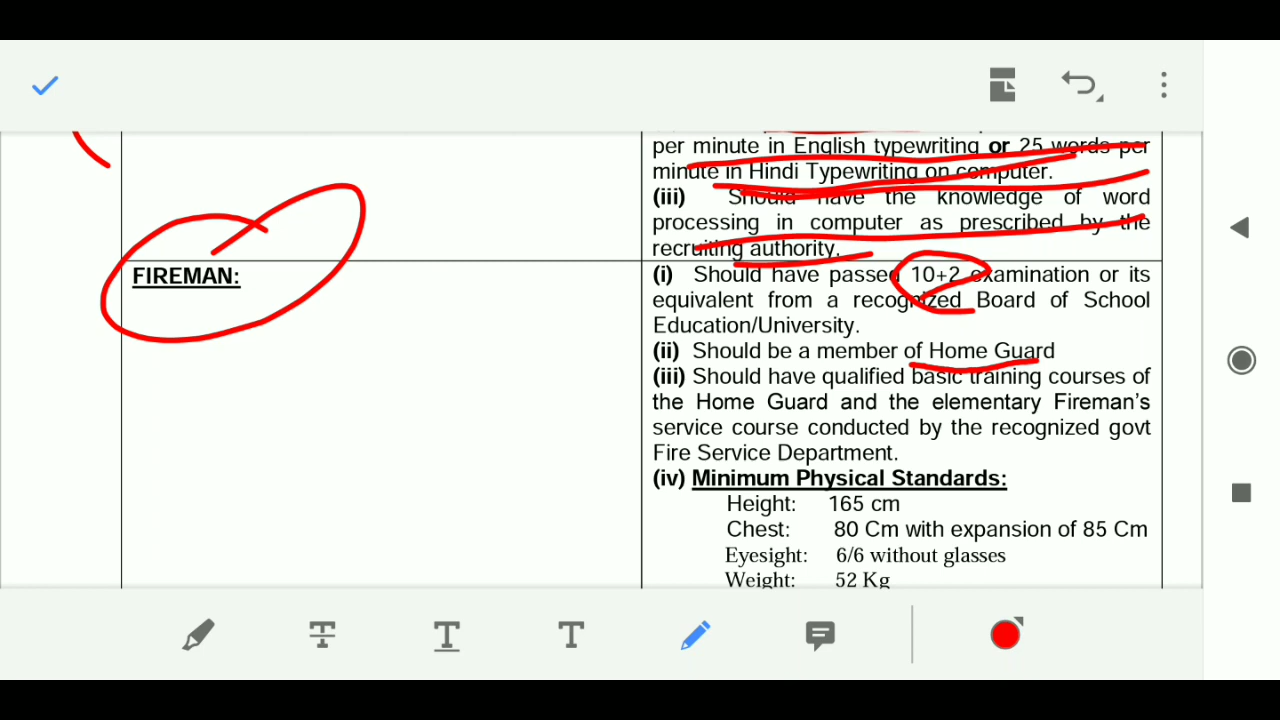 per minute in English typewriting or 25 words per
minute in Hindi Typewriting on computer.
(iii) Should have the knowledge of word
processing in computer as prescribed by the
recruiting authority.
FIREMAN:
(i) Should have passed 10+2 examination or its
equivalent from a recognized Board of School
Education/University.
(ii) Should be a member of Home Guard
(iii) Should have qualified basic training courses of
the Home Guard and the elementary Fireman's
service course conducted by the recognized govt
Fire Service Department.
(iv) Minimum Physical Standards:
Height: 165 cm
Chest: 80 Cm with expansion of 85 Cm
Eyesight: 6/6 without glasses
Weight: 52 Kg